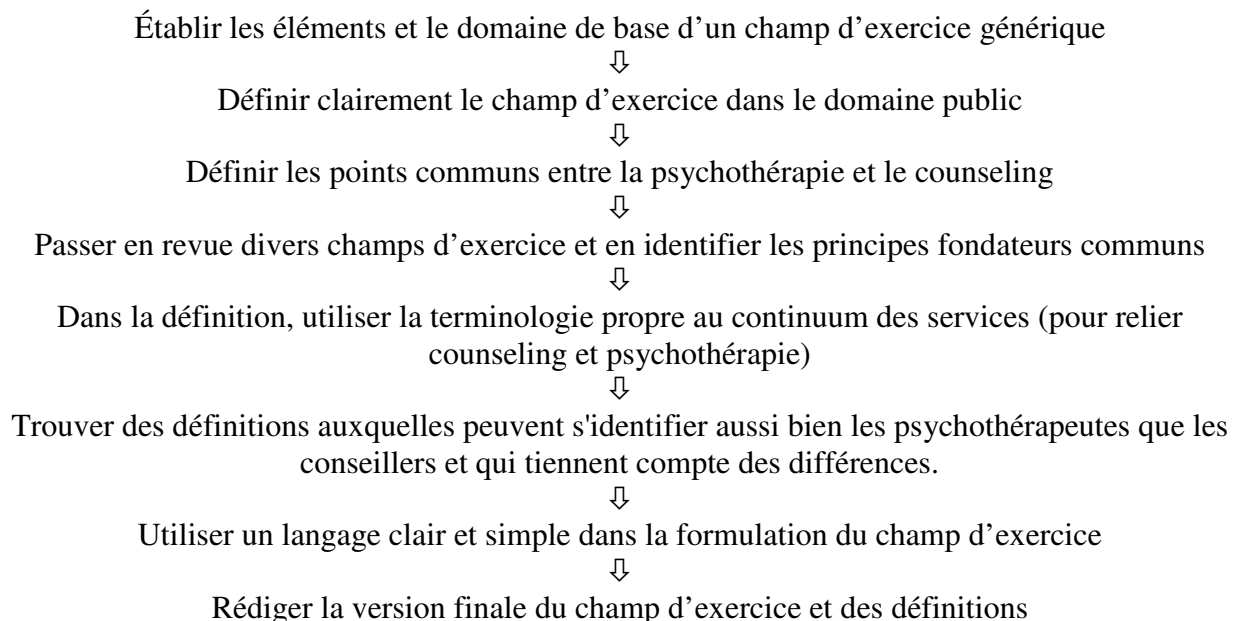 Établir les éléments et le domaine de base d’un champ d’exercice générique
⇩
Définir clairement le champ d’exercice dans le domaine public
⇩
Définir les points communs entre la psychothérapie et le counseling
⇩
Passer en revue divers champs d’exercice et en identifier les principes fondateurs communs
⇩
Dans la définition, utiliser la terminologie propre au continuum des services (pour relier
counseling et psychothérapie)
⇩
Trouver des définitions auxquelles peuvent s'identifier aussi bien les psychothérapeutes que les
conseillers et qui tiennent compte des différences.
⇩
Utiliser un langage clair et simple dans la formulation du champ d’exercice
⇩
Rédiger la version finale du champ d’exercice et des définitions